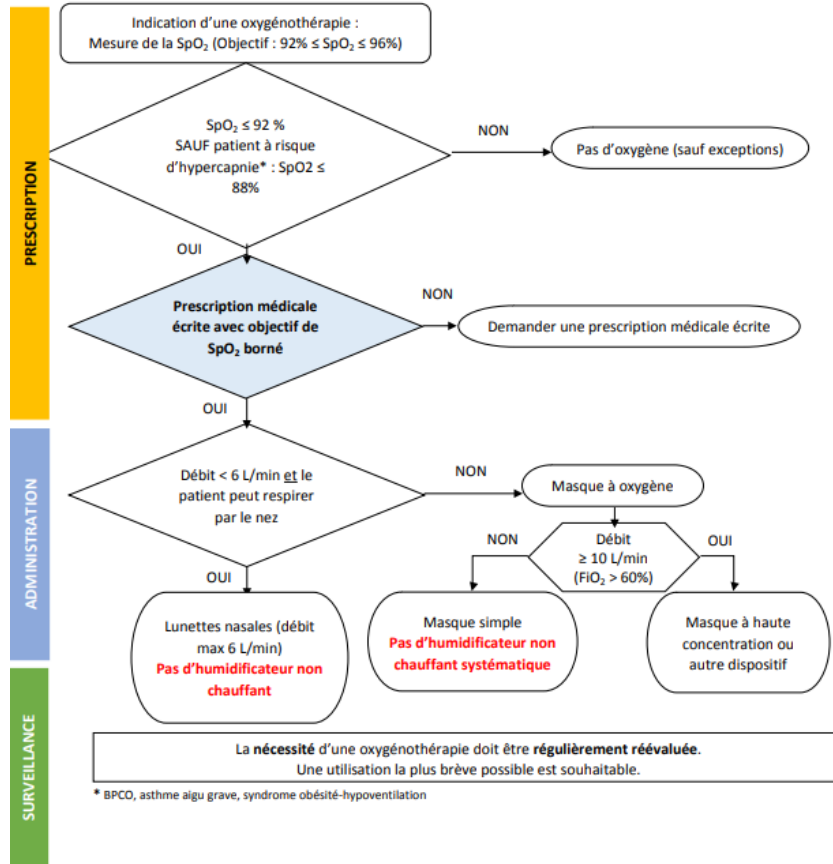 Indication d'une oxygénothérapie :
Mesure de la SpO₂ (Objectif : 92% ≤ SpO₂ ≤ 96%)
PRESCRIPTION
SpO₂ ≤ 92 %
SAUF patient à risque
d'hypercapnie* : SpO2 ≤
88%
NON
Pas d'oxygène (sauf exceptions)
OUI
Prescription médicale
écrite avec objectif de
SpO₂ borné
NON
Demander une prescription médicale écrite
OUI
ADMINISTRATION
Débit < 6 L/min et le
patient peut respirer
par le nez
NON
Masque à oxygène
NON
Débit
≥ 10 L/min
(FiO₂ > 60%)
OUI
OUI
Lunettes nasales (débit
max 6 L/min)
Pas d'humidificateur non
chauffant
Masque simple
Pas d'humidificateur non
chauffant systématique
Masque à haute
concentration ou
autre dispositif
SURVEILLANCE
La nécessité d'une oxygénothérapie doit être régulièrement réévaluée.
Une utilisation la plus brève possible est souhaitable.
* BPCO, asthme aigu grave, syndrome obésité-hypoventilation